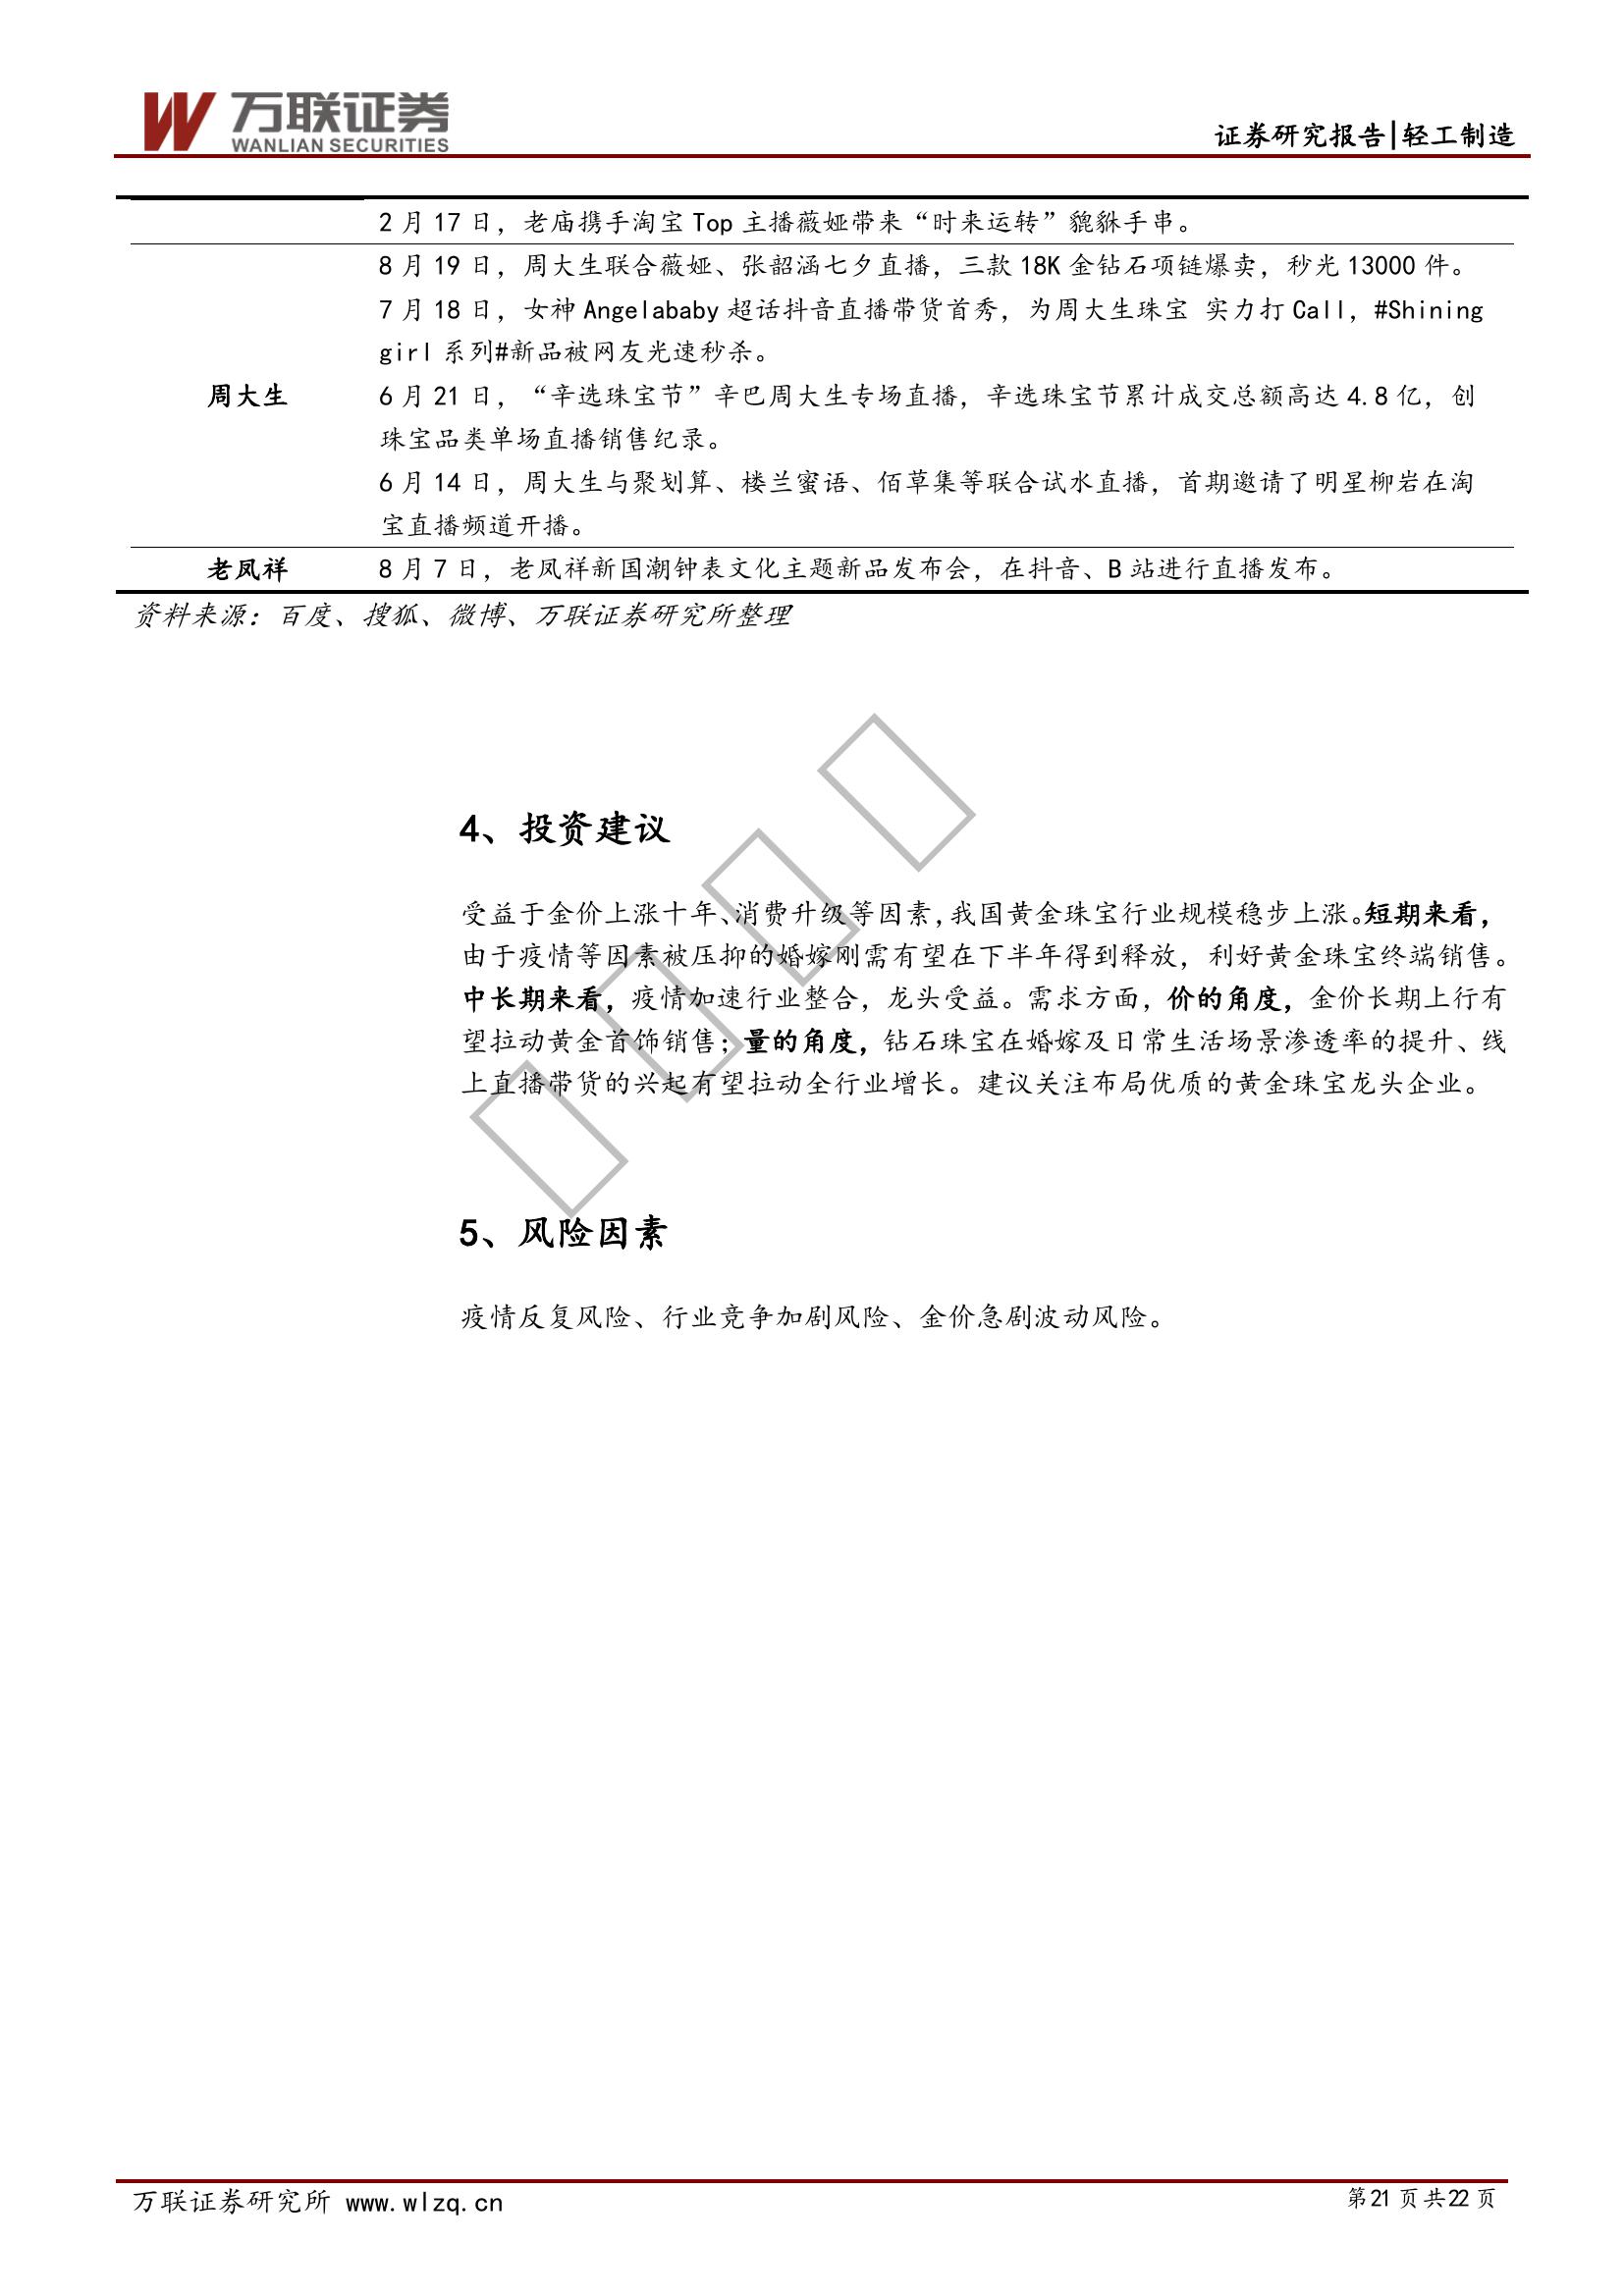 万联证券
WANLIAN SECURITIES
证券研究报告|轻工制造
2月17日，老庙携手淘宝Top主播薇娅带来“时来运转”貔貅手串。
8月19日，周大生联合薇娅、张韶涵七夕直播，三款18K金钻石项链爆卖，秒光13000件。
7月18日，女神Angelababy超话抖音直播带货首秀，为周大生珠宝 实力打Call，#Shining
girl系列#新品被网友光速秒杀。
周大生
6月21日，“辛选珠宝节”辛巴周大生专场直播，辛选珠宝节累计成交总额高达4.8亿，创
珠宝品类单场直播销售纪录。
6月14日，周大生与聚划算、楼兰蜜语、佰草集等联合试水直播，首期邀请了明星柳岩在淘
宝直播频道开播。
老凤祥
8月7日，老凤祥新国潮钟表文化主题新品发布会，在抖音、B站进行直播发布。
资料来源：百度、搜狐、微博、万联证券研究所整理
4、投资建议
受益于金价上涨十年、消费升级等因素，我国黄金珠宝行业规模稳步上涨。短期来看，
由于疫情等因素被压抑的婚嫁刚需有望在下半年得到释放，利好黄金珠宝终端销售。
中长期来看，疫情加速行业整合，龙头受益。需求方面，价的角度，金价长期上行有
望拉动黄金首饰销售；量的角度，钻石珠宝在婚嫁及日常生活场景渗透率的提升、线
上直播带货的兴起有望拉动全行业增长。建议关注布局优质的黄金珠宝龙头企业。
5、风险因素
疫情反复风险、行业竞争加剧风险、金价急剧波动风险。
万联证券研究所 www.wlzq.cn
第21页共22页